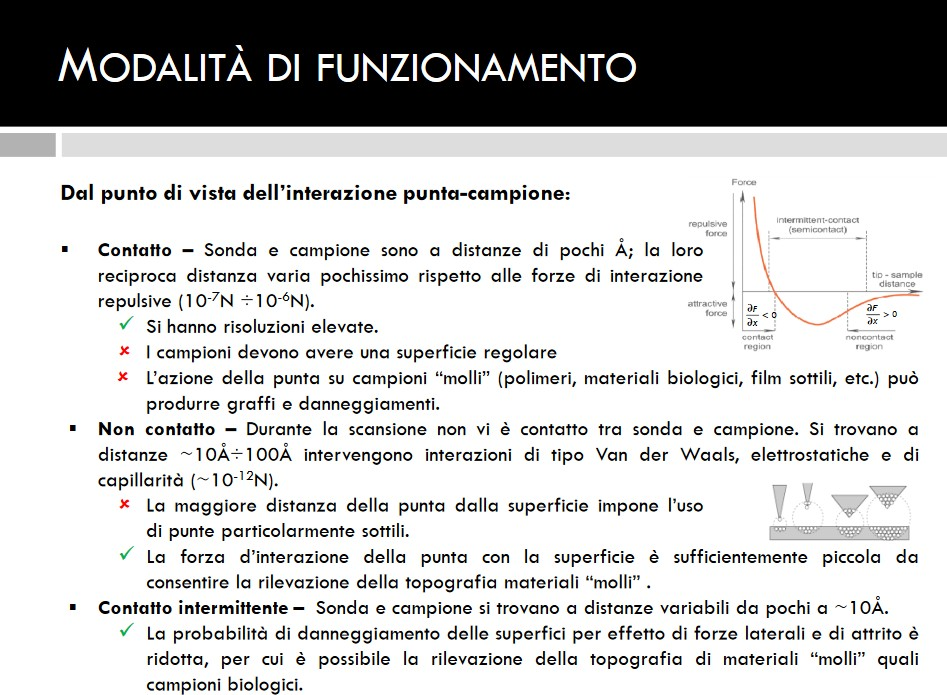 MODALITÀ DI FUNZIONAMENTO
Dal punto di vista dell’interazione punta-campione:
▪ Contatto – Sonda e campione sono a distanze di pochi Å; la loro
reciproca distanza varia pochissimo rispetto alle forze di interazione
repulsive (10⁻⁷N ÷10⁻⁶N).
✓ Si hanno risoluzioni elevate.
✘ I campioni devono avere una superficie regolare
✘ L’azione della punta su campioni “molli” (polimeri, materiali biologici, film sottili, etc.) può
produrre graffi e danneggiamenti.
▪ Non contatto – Durante la scansione non vi è contatto tra sonda e campione. Si trovano a
distanze ~10Å÷100Å intervengono interazioni di tipo Van der Waals, elettrostatiche e di
capillarità (~10⁻¹²N).
✘ La maggiore distanza della punta dalla superficie impone l’uso
di punte particolarmente sottili.
✓ La forza d’interazione della punta con la superficie è sufficientemente piccola da
consentire la rilevazione della topografia materiali “molli” .
▪ Contatto intermittente – Sonda e campione si trovano a distanze variabili da pochi a ~10Å.
✓ La probabilità di danneggiamento delle superfici per effetto di forze laterali e di attrito è
ridotta, per cui è possibile la rilevazione della topografia di materiali “molli” quali
campioni biologici.
Force
repulsive
force
intermittent-contact
(semicontact)
tip - sample
distance
attractive
force
∂F/∂x < 0
∂F/∂x > 0
contact
region
noncontact
region